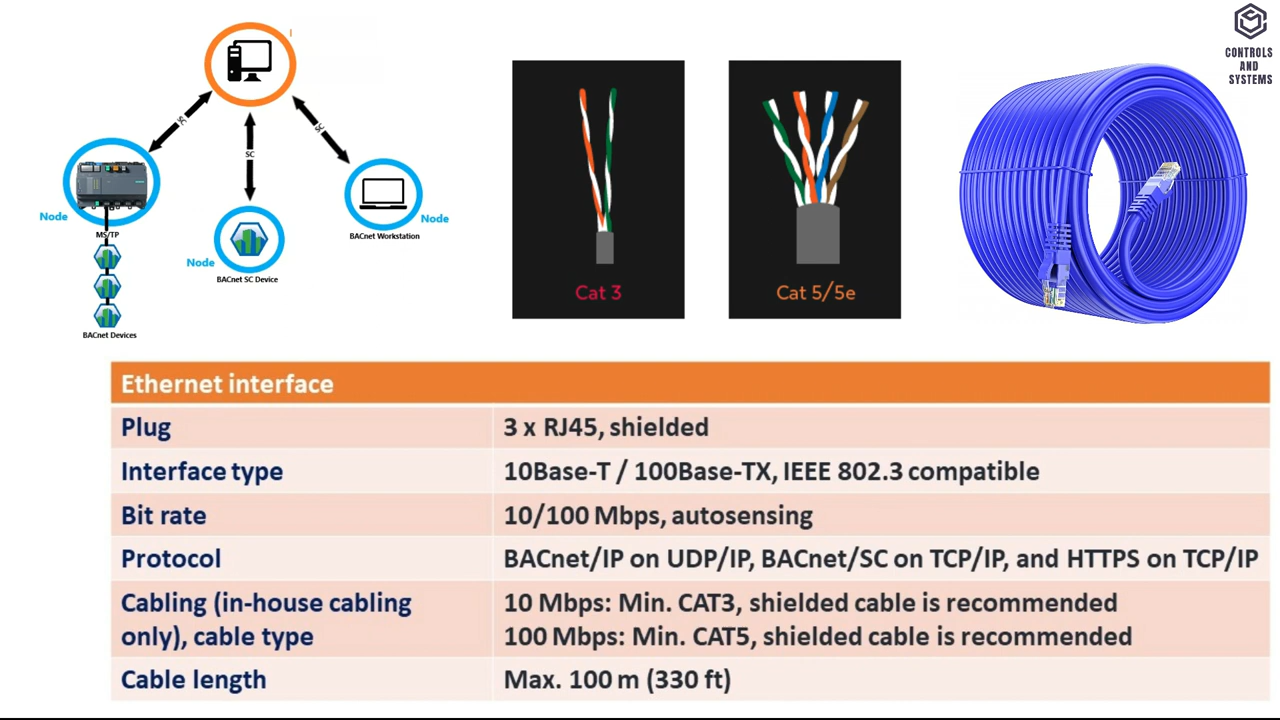 CONTROLS
AND
SYSTEMS
SC
SC
SC
Node
MS/TP
BACnet Devices
Node
BACnet SC Device
Node
BACnet Workstation
Cat 3
Cat 5/5e
Ethernet interface
Plug
3 x RJ45, shielded
Interface type
10Base-T / 100Base-TX, IEEE 802.3 compatible
Bit rate
10/100 Mbps, autosensing
Protocol
BACnet/IP on UDP/IP, BACnet/SC on TCP/IP, and HTTPS on TCP/IP
Cabling (in-house cabling
only), cable type
10 Mbps: Min. CAT3, shielded cable is recommended
100 Mbps: Min. CAT5, shielded cable is recommended
Cable length
Max. 100 m (330 ft)